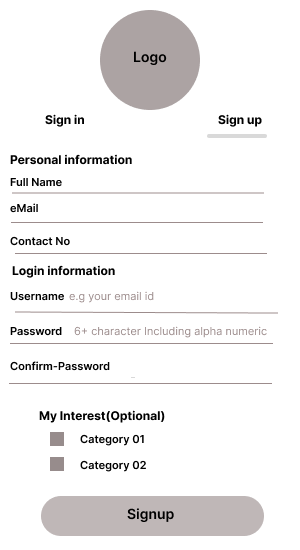 Logo
Sign in Sign up
Personal information
Full Name
eMail
Contact No
Login information
Username e.g your email id
Password 6+ character Including alpha numeric
Confirm-Password
My Interest(Optional)
Category 01
Category 02
Signup